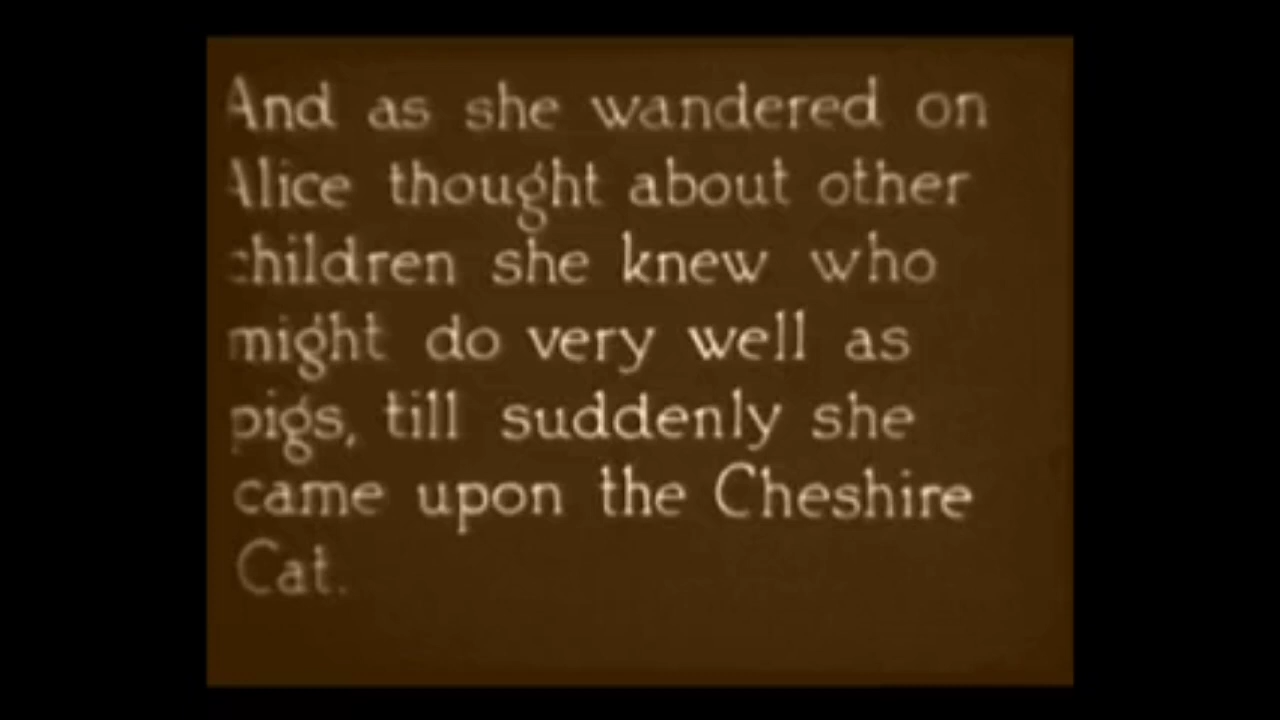 And as she wandered on
Alice thought about other
children she knew who
might do very well as
pigs, till suddenly she
came upon the Cheshire
Cat.